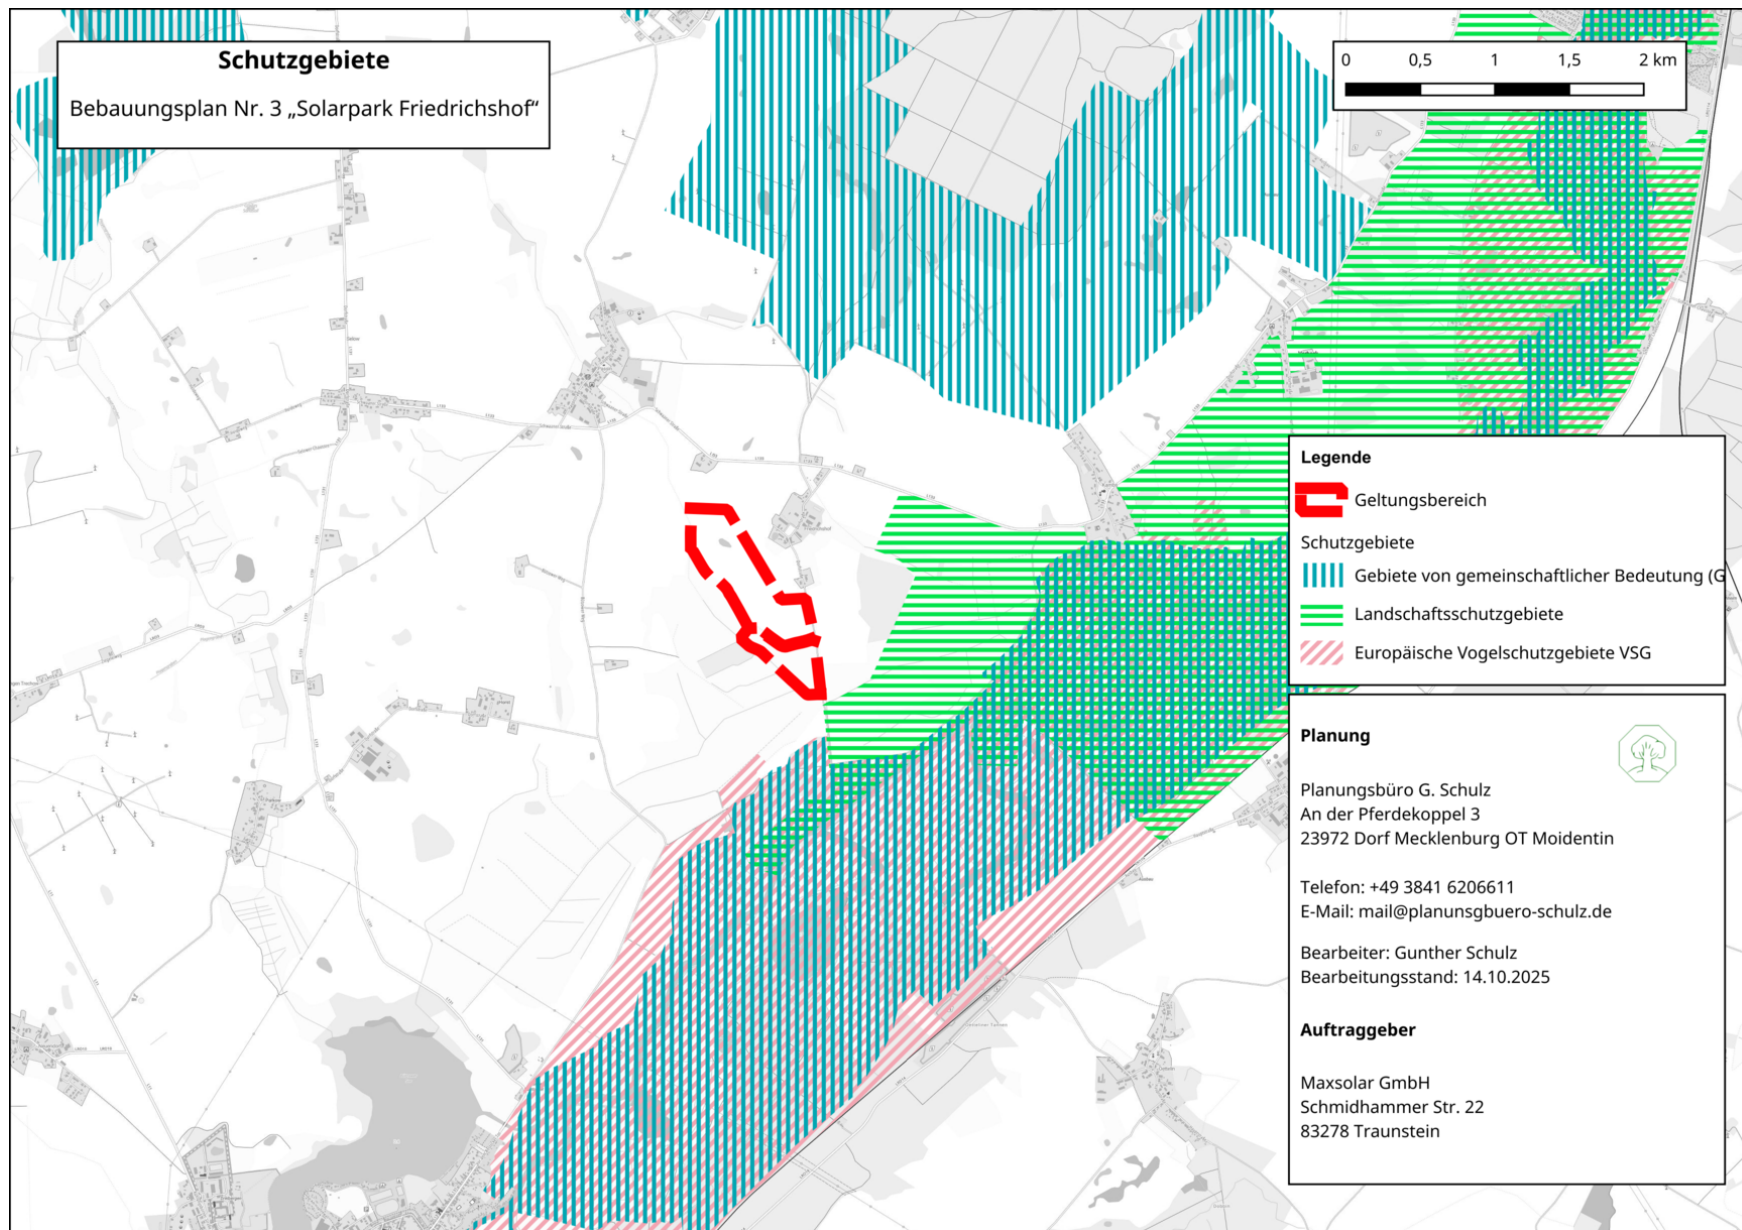 Schutzgebiete
Bebauungsplan Nr. 3 „Solarpark Friedrichshof“
0 0,5 1 1,5 2 km
Legende
Geltungsbereich
Schutzgebiete
Gebiete von gemeinschaftlicher Bedeutung (G
Landschaftsschutzgebiete
Europäische Vogelschutzgebiete VSG
Planung
Planungsbüro G. Schulz
An der Pferdekoppel 3
23972 Dorf Mecklenburg OT Moidentin
Telefon: +49 3841 6206611
E-Mail: mail@planunsgbuero-schulz.de
Bearbeiter: Gunther Schulz
Bearbeitungsstand: 14.10.2025
Auftraggeber
Maxsolar GmbH
Schmidhammer Str. 22
83278 Traunstein